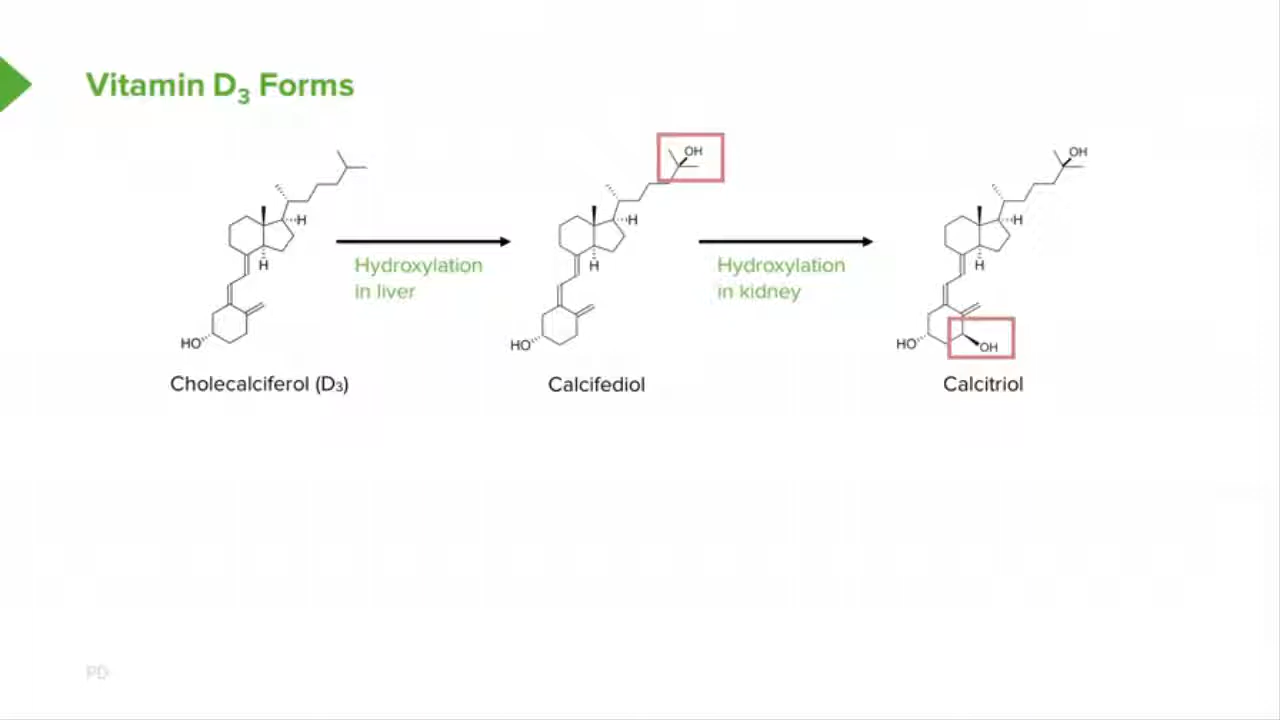 Vitamin D₃ Forms
OH
OH
H
H
H
H
H
H
Hydroxylation
in liver
Hydroxylation
in kidney
HO
HO
HO
OH
Cholecalciferol (D₃)
Calcifediol
Calcitriol
PD